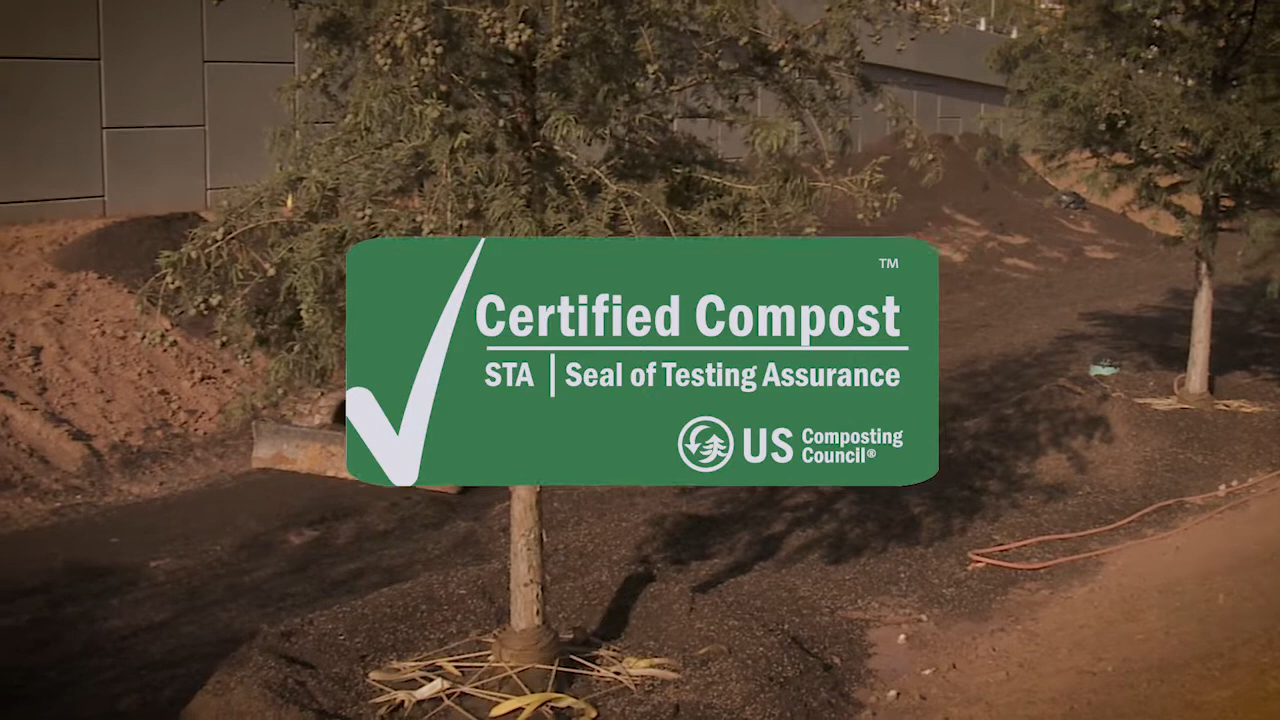 TM
Certified Compost
STA | Seal of Testing Assurance
US Composting
Council®